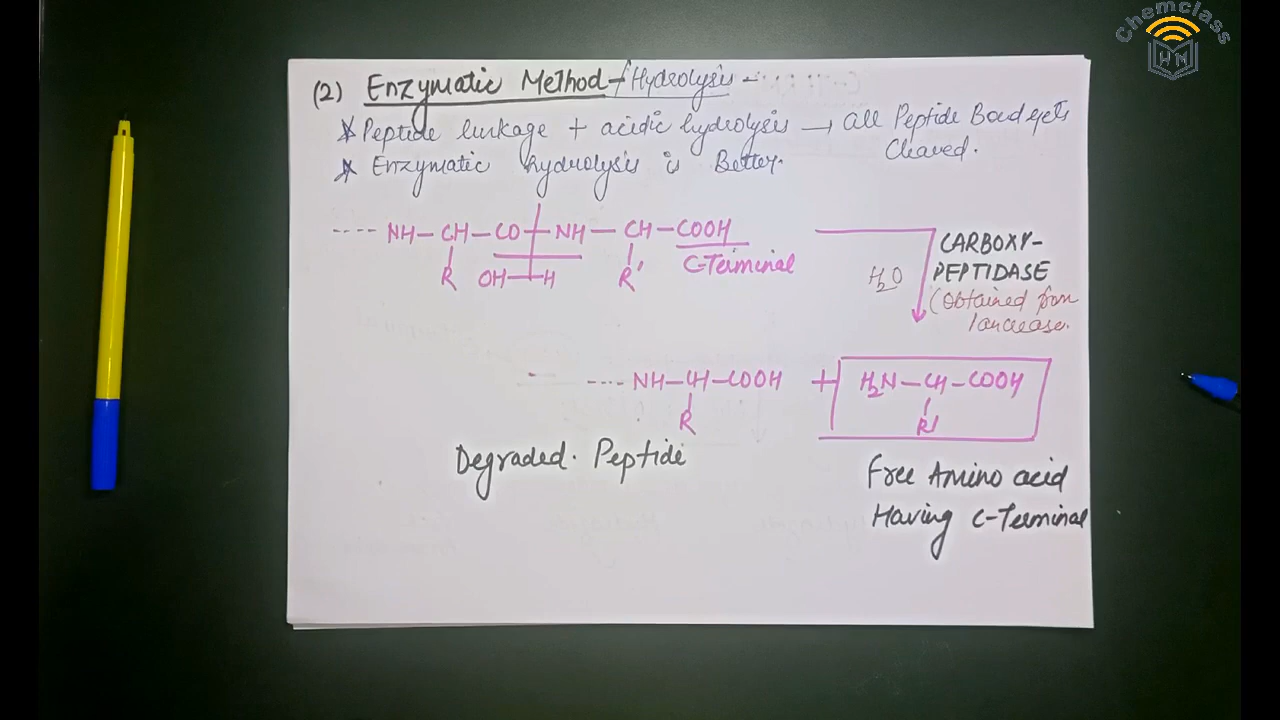 Chemclass
HM
(2) Enzymatic Method - Hydrolysis -
* Peptide linkage + acidic hydrolysis → all Peptide Bond gets
Cleaved.
* Enzymatic hydrolysis is Better.
---- NH - CH - CO - NH - CH - COOH
R OH H R' C-Terminal
H2O
CARBOXY-
PEPTIDASE
(Obtained from
---- NH - CH - COOH + H2N - CH - COOH
R R'
Degraded. Peptide
Free Amino acid
Having C-Terminal